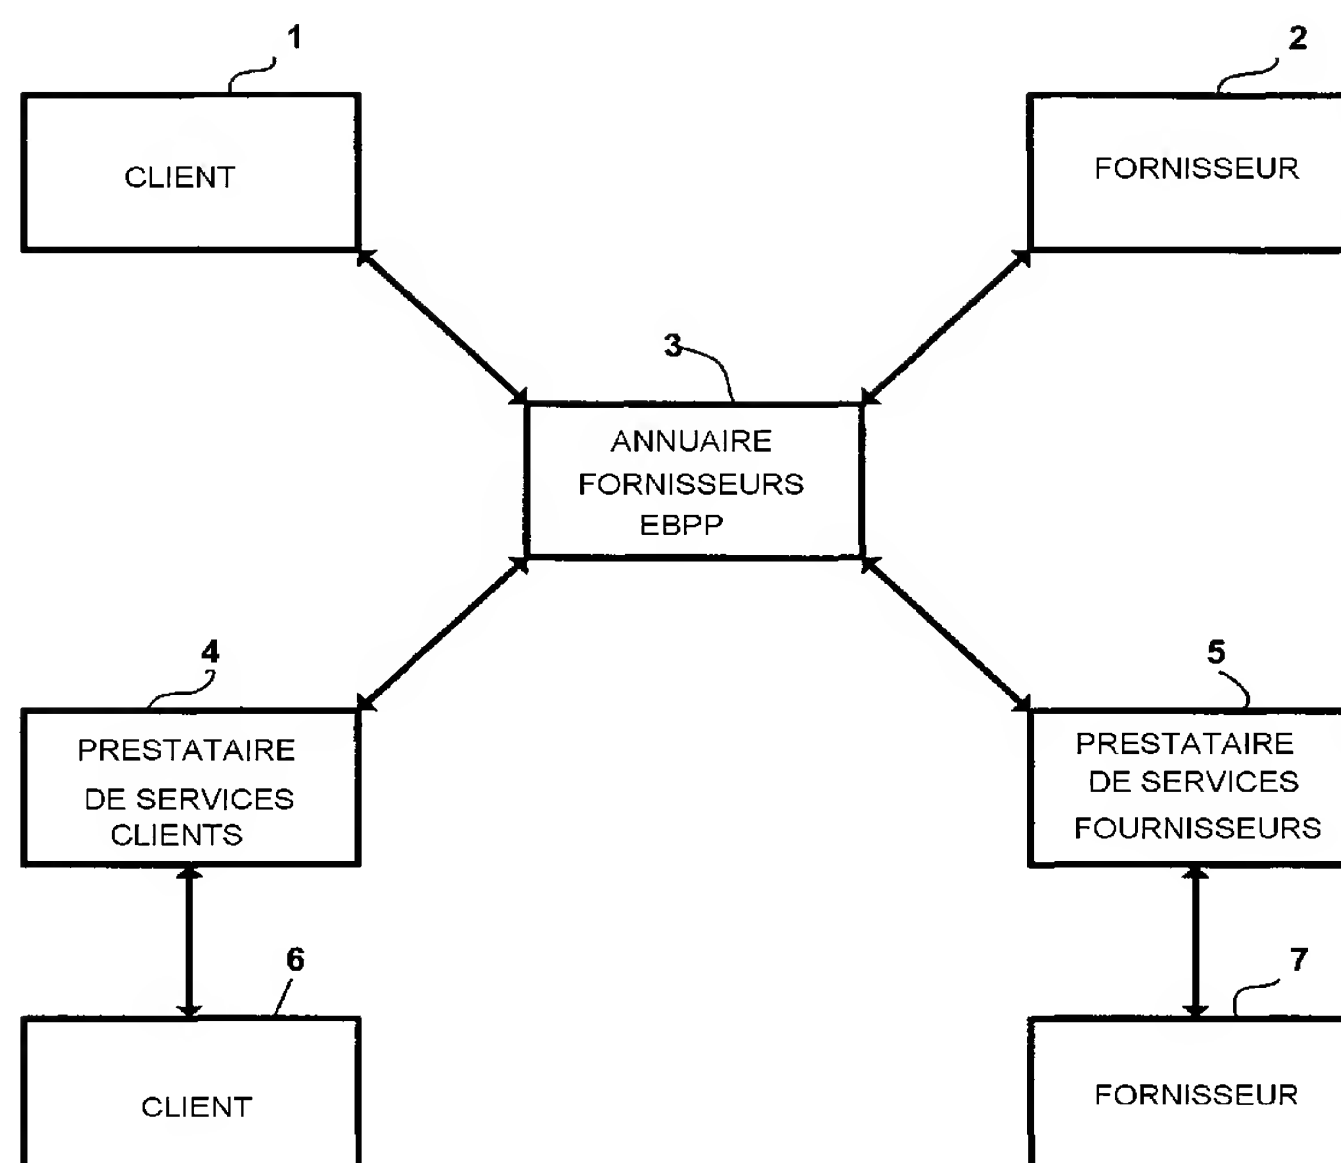 1
2
CLIENT
FORNISSEUR
3
ANNUAIRE
FORNISSEURS
EBPP
4
5
PRESTATAIRE
DE SERVICES
CLIENTS
PRESTATAIRE
DE SERVICES
FOURNISSEURS
6
7
CLIENT
FORNISSEUR